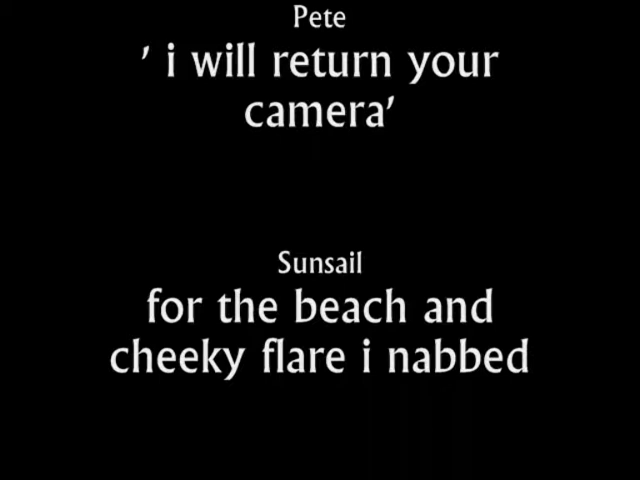 Pete
' i will return your
camera'
Sunsail
for the beach and
cheeky flare i nabbed